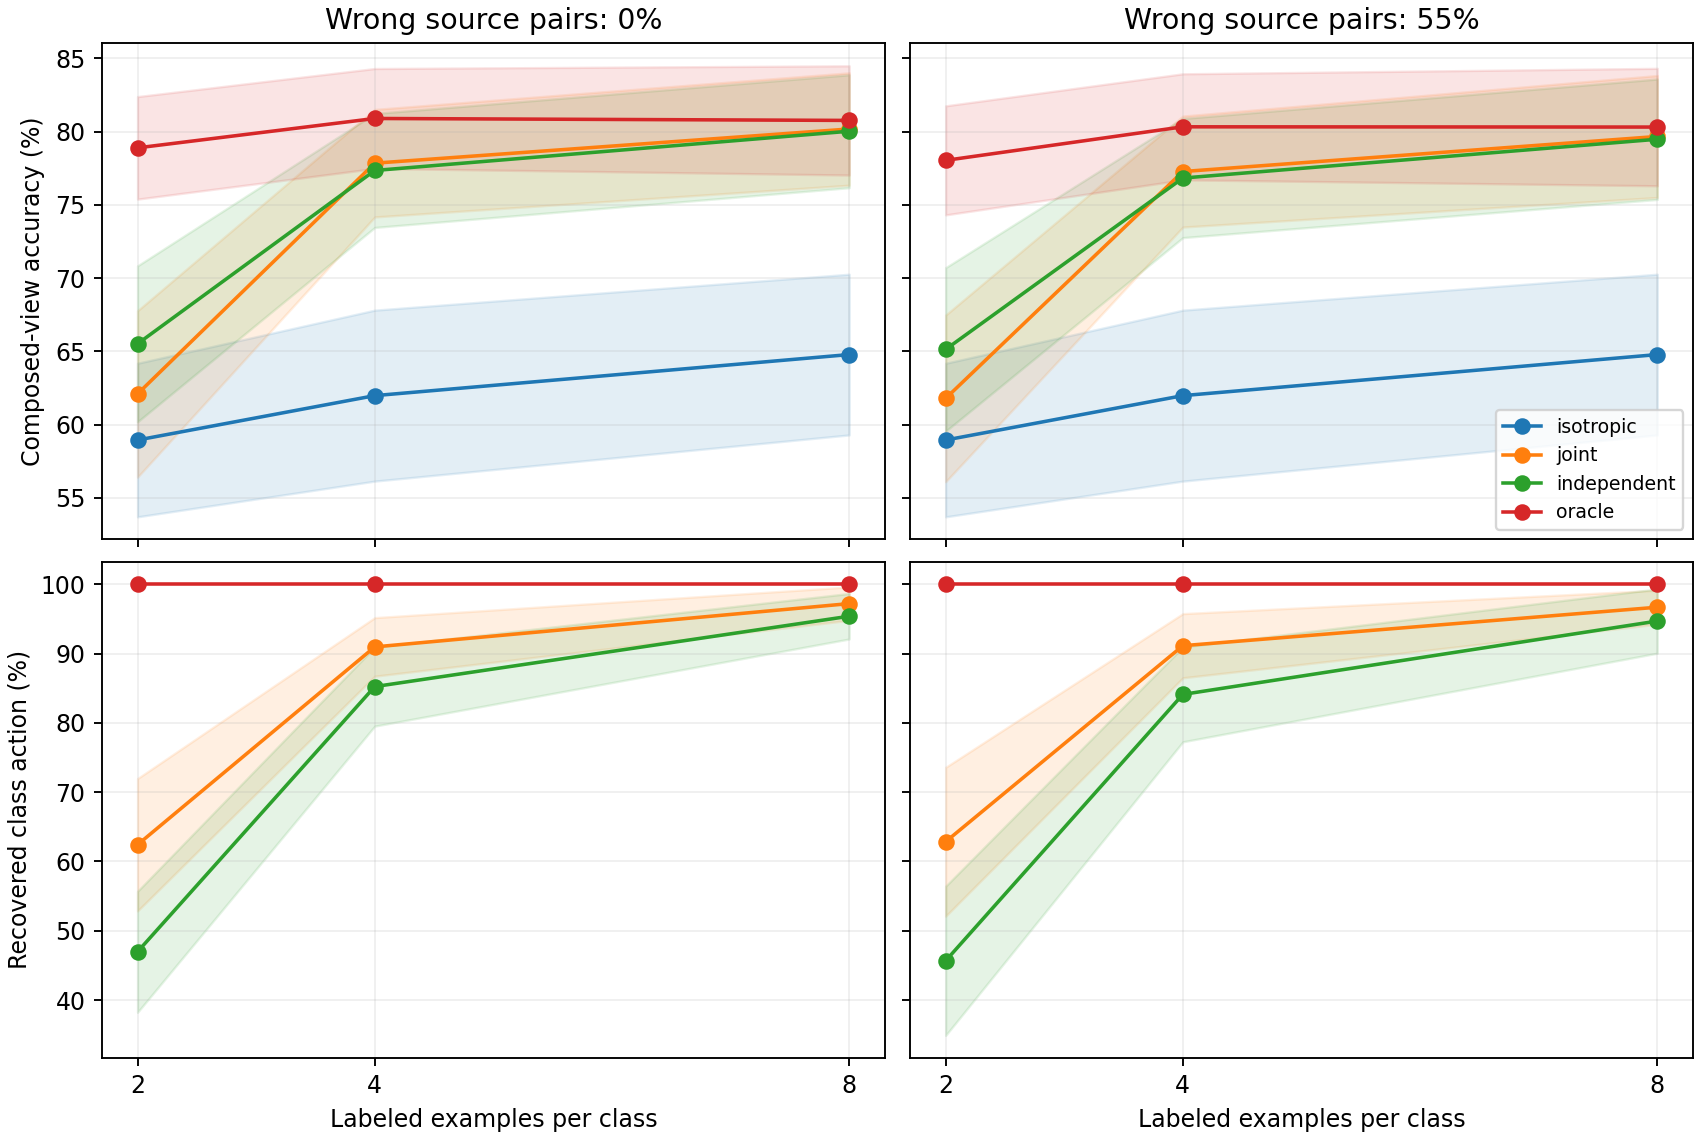 Wrong source pairs: 0%
Wrong source pairs: 55%
Composed-view accuracy (%)
85
80
75
70
65
60
55
isotropic
joint
independent
oracle
Recovered class action (%)
100
90
80
70
60
50
40
2
4
8
2
4
8
Labeled examples per class
Labeled examples per class